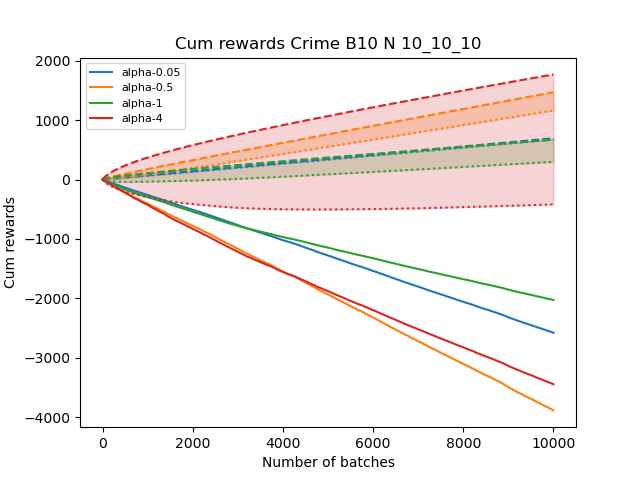 Cum rewards Crime B10 N 10_10_10
alpha-0.05
alpha-0.5
alpha-1
alpha-4
2000
1000
0
−1000
−2000
−3000
−4000
Cum rewards
0 2000 4000 6000 8000 10000
Number of batches